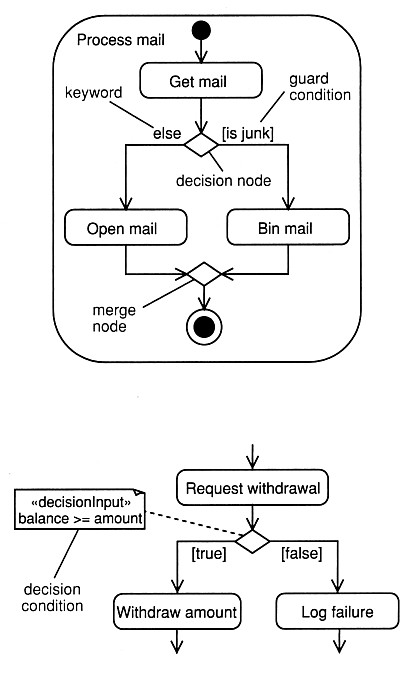 Process mail
Get mail
keyword
guard
condition
else
[is junk]
decision node
Open mail
Bin mail
merge
node
Request withdrawal
«decisionInput»
balance >= amount
[true]
[false]
decision
condition
Withdraw amount
Log failure